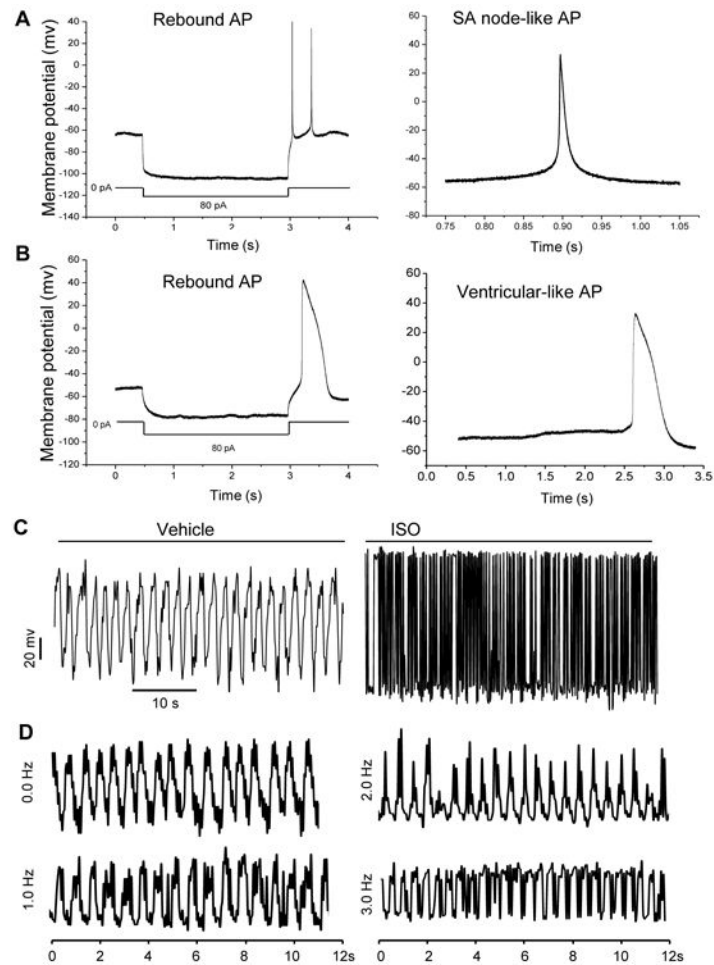 A
Rebound AP
Membrane potential (mv)
40
20
0
-20
-40
-60
-80
-100
-120
-140
0 pA
80 pA
0 1 2 3 4
Time (s)
SA node-like AP
60
40
20
0
-20
-40
-60
-80
0.75 0.80 0.85 0.90 0.95 1.00 1.05
Time (s)
B
Rebound AP
Membrane potential (mV)
60
40
20
0
-20
-40
-60
-80
-100
-120
0 pA
80 pA
0 1 2 3 4
Time (s)
Ventricular-like AP
60
40
20
0
-20
-40
-60
0.0 0.5 1.0 1.5 2.0 2.5 3.0 3.5
Time (s)
C
Vehicle
ISO
20 mv
10 s
D
0.0 Hz
2.0 Hz
1.0 Hz
3.0 Hz
0 2 4 6 8 10 12s
0 2 4 6 8 10 12s